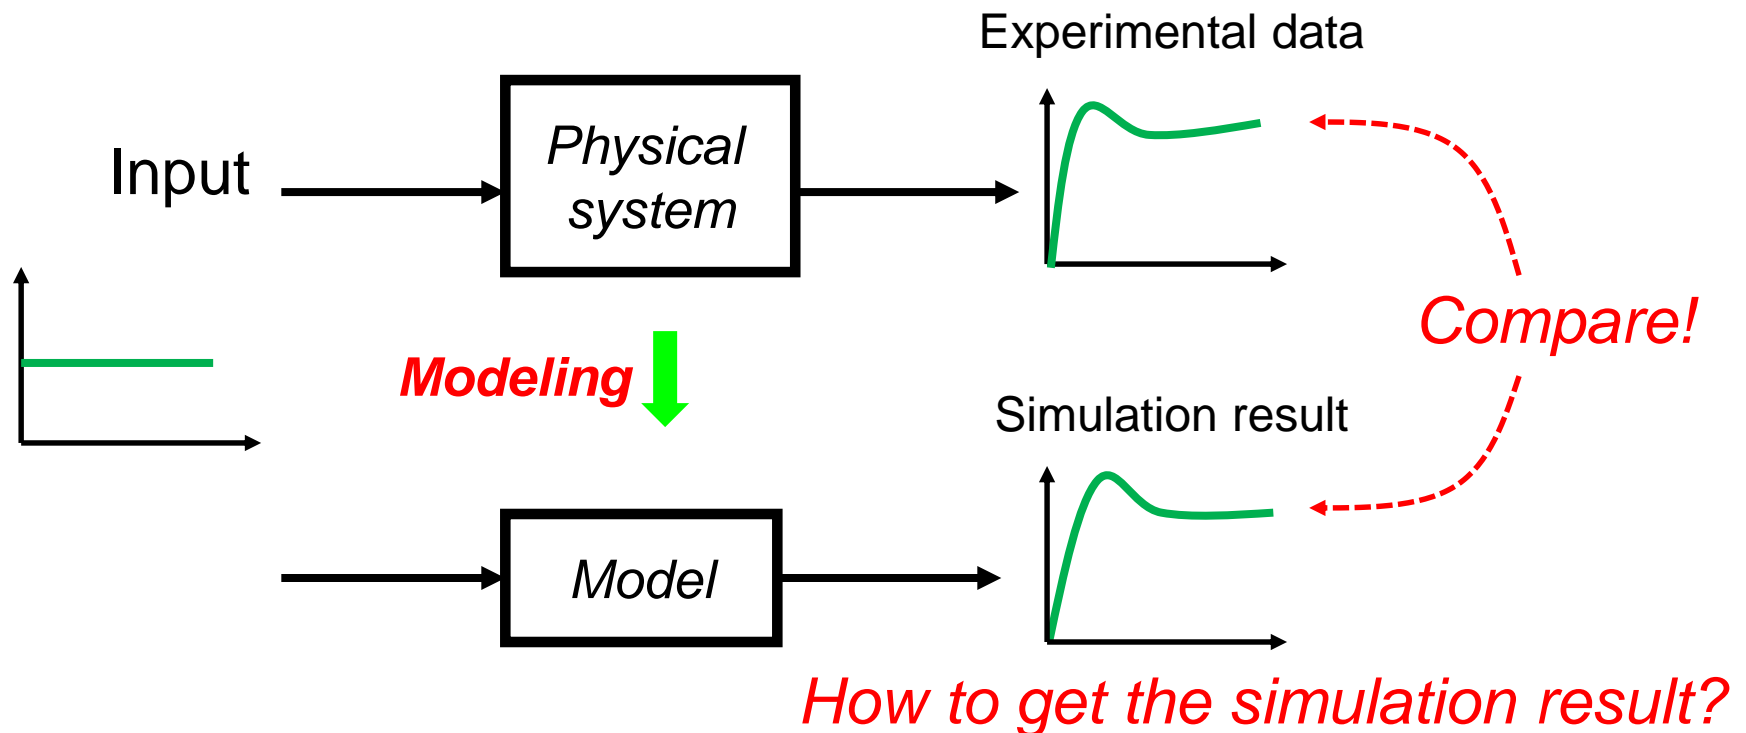 Experimental data
Input
Physical
system
Compare!
Modeling
Simulation result
Model
How to get the simulation result?